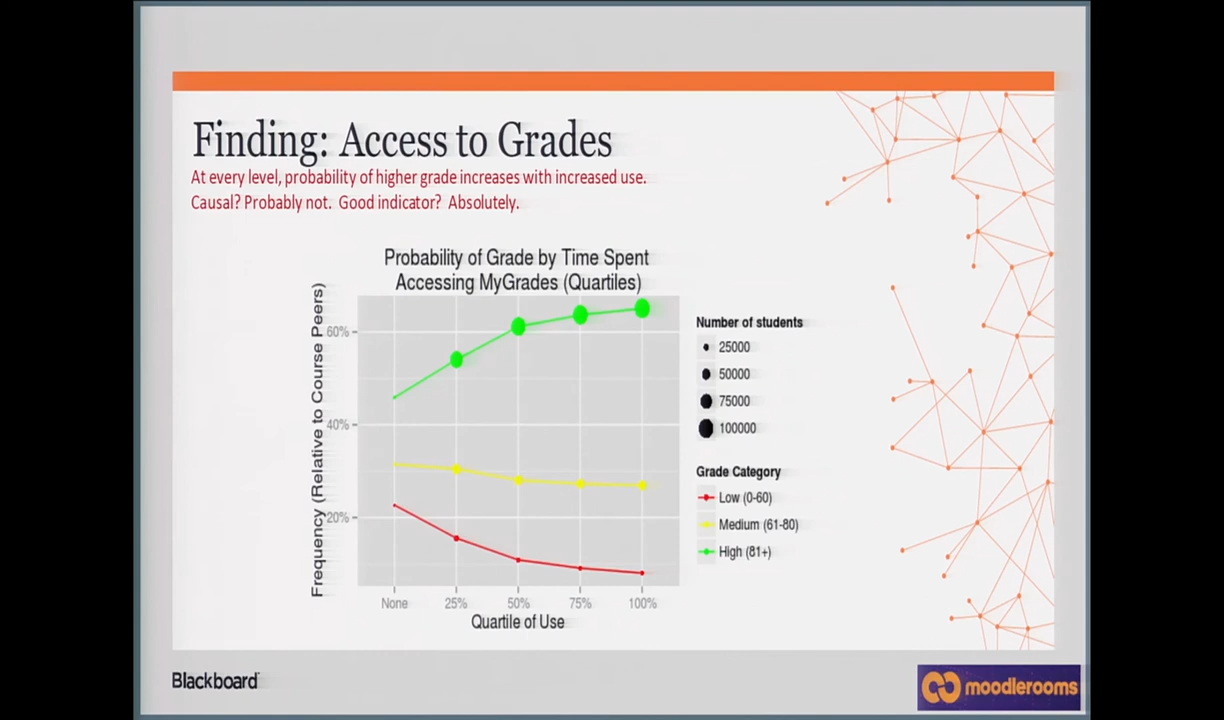 Finding: Access to Grades
At every level, probability of higher grade increases with increased use.
Causal? Probably not. Good indicator? Absolutely.
Probability of Grade by Time Spent
Accessing MyGrades (Quartiles)
Frequency (Relative to Course Peers)
60%
40%
20%
None 25% 50% 75% 100%
Quartile of Use
Number of students
25000
50000
75000
100000
Grade Category
Low (0-60)
Medium (61-80)
High (81+)
Blackboard
moodlerooms